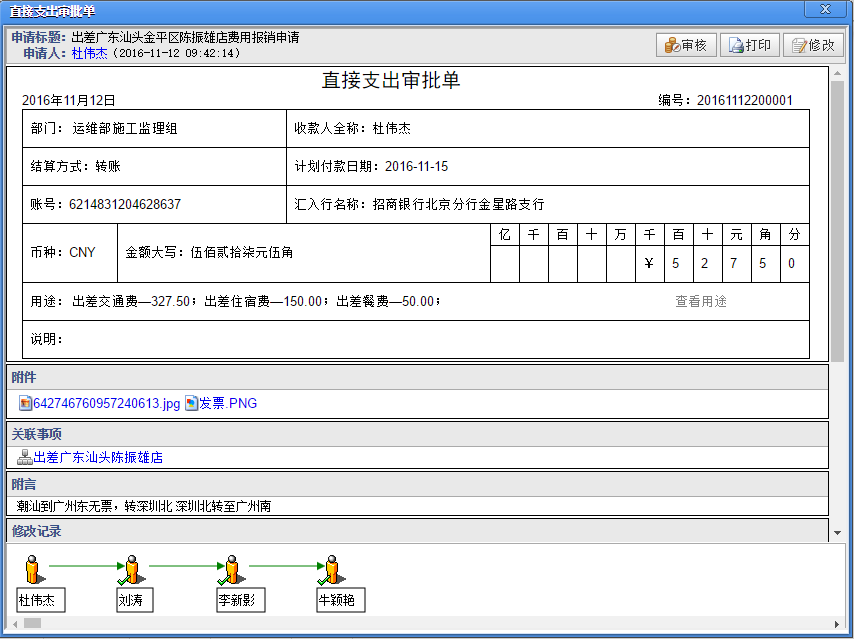 直接支出审批单
申请标题：出差广东汕头金平区陈振雄店费用报销申请
申请人：杜伟杰（2016-11-12 09:42:14）
审核 打印 修改
直接支出审批单
2016年11月12日 编号：20161112200001
部门：运维部施工监理组 收款人全称：杜伟杰
结算方式：转账 计划付款日期：2016-11-15
账号：6214831204628637 汇入行名称：招商银行北京分行金星路支行
币种：CNY 金额大写：伍佰贰拾柒元伍角 亿 千 百 十 万 千 百 十 元 角 分
¥ 5 2 7 5 0
用途：出差交通费—327.50；出差住宿费—150.00；出差餐费—50.00； 查看用途
说明：
附件
642746760957240613.jpg 发票.PNG
关联事项
出差广东汕头陈振雄店
附言
潮汕到广州东无票，转深圳北 深圳北转至广州南
修改记录
杜伟杰 刘涛 李新影 牛颖艳